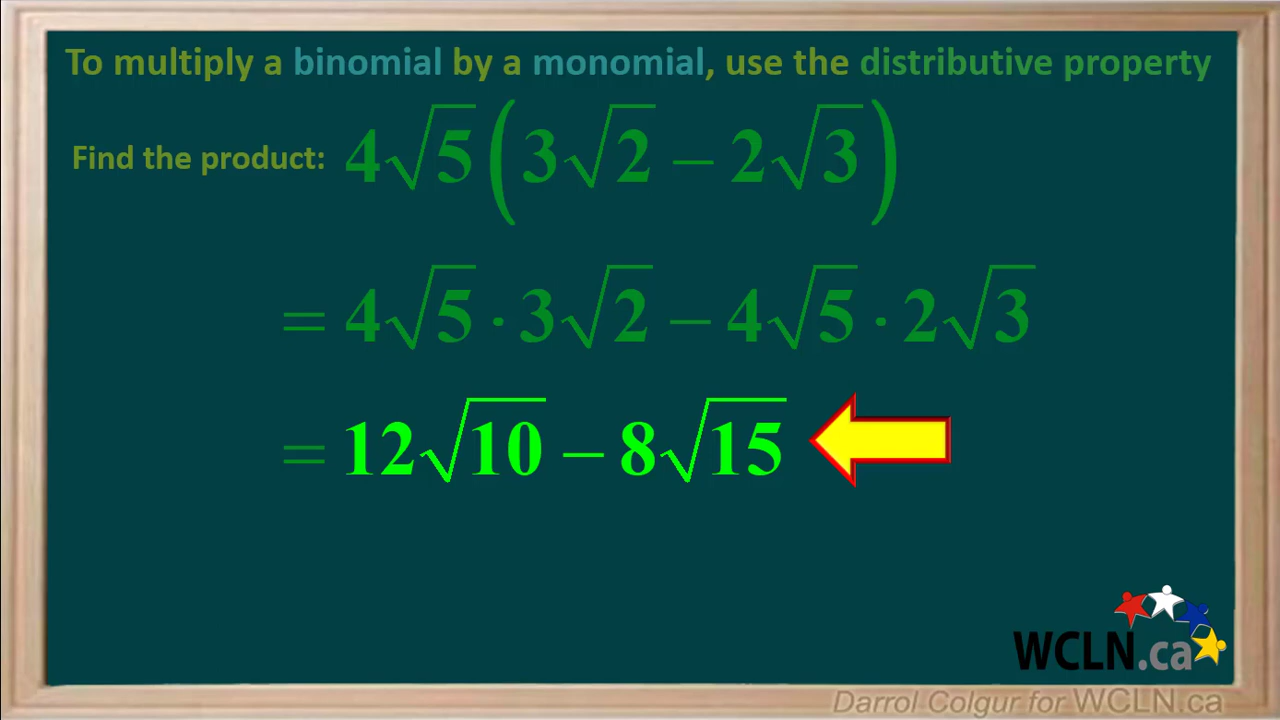 To multiply a binomial by a monomial, use the distributive property
Find the product: 4√5(3√2 − 2√3)
= 4√5 · 3√2 − 4√5 · 2√3
= 12√10 − 8√15
WCLN.ca
Darrol Colgur for WCLN.ca